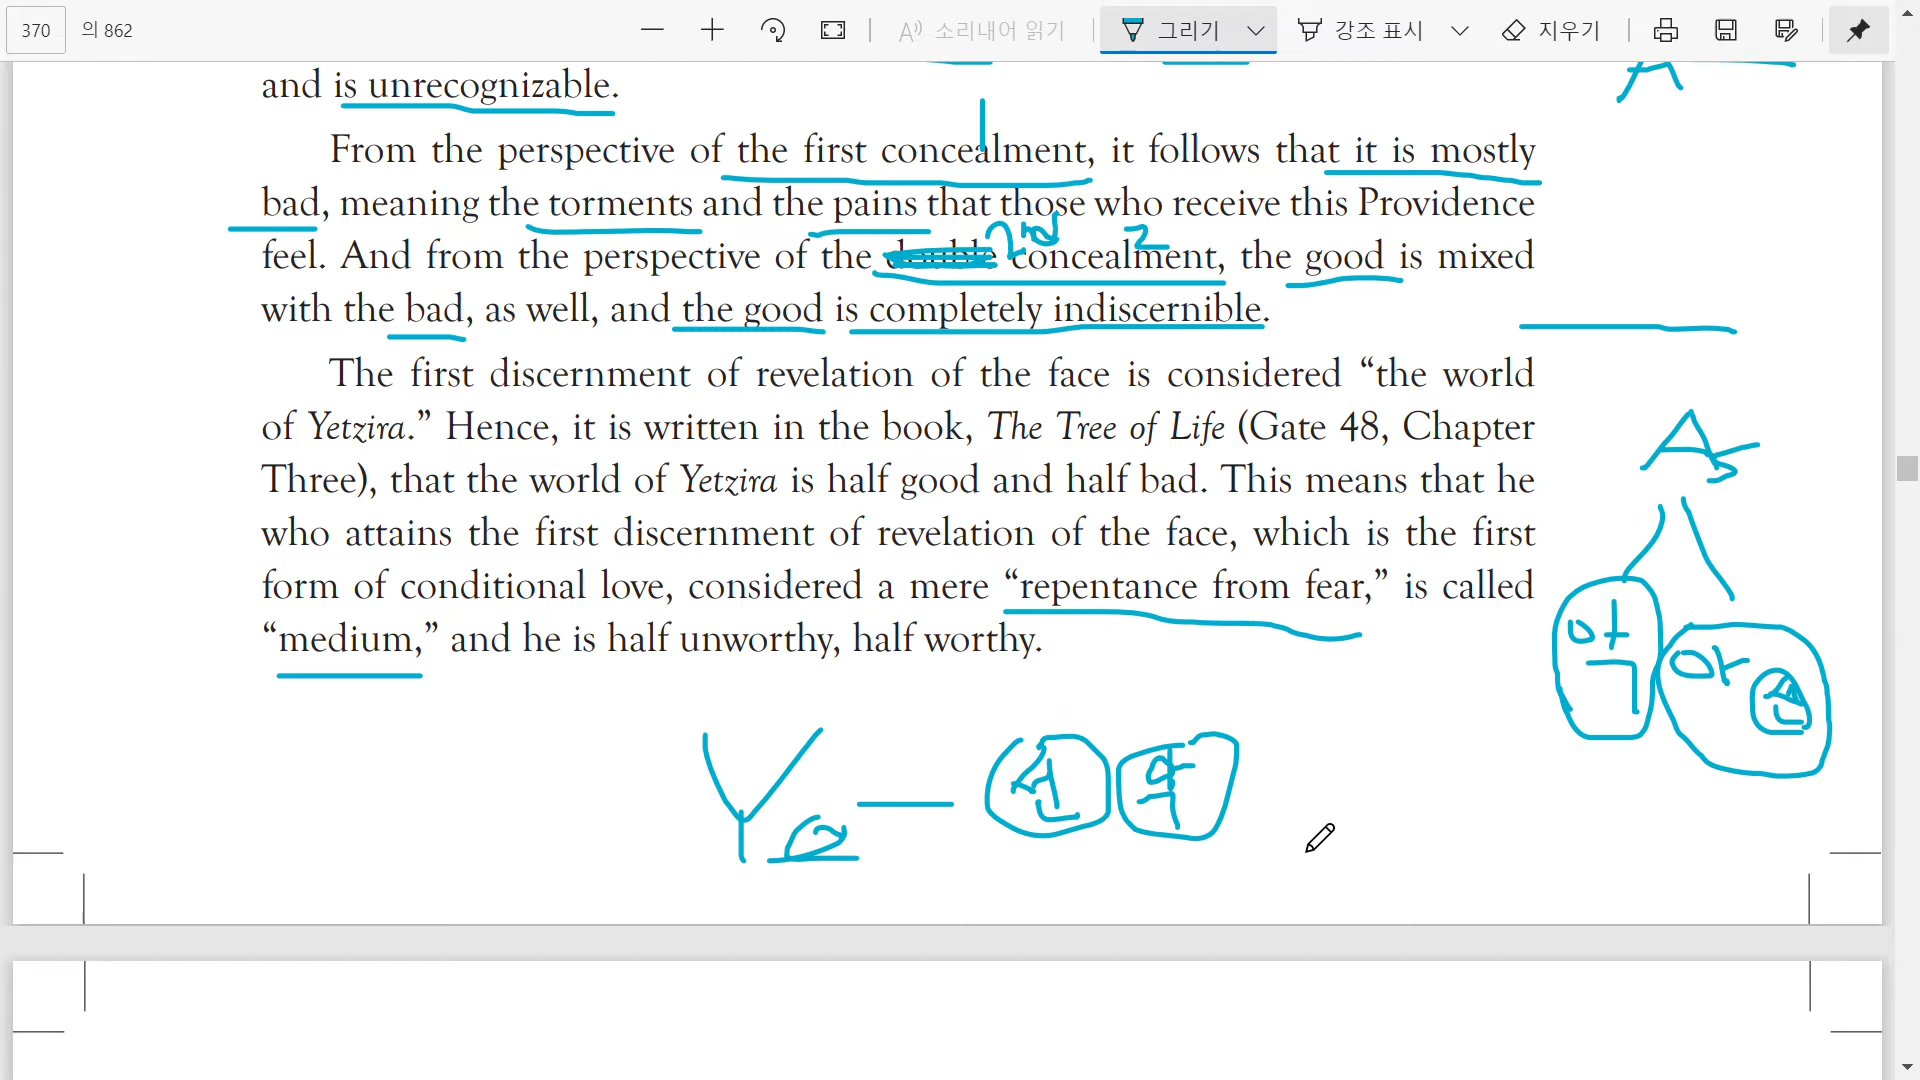 370 의 862 소리내어 읽기 그리기 강조 표시 지우기
and is unrecognizable.
From the perspective of the first concealment, it follows that it is mostly
bad, meaning the torments and the pains that those who receive this Providence
2nd 2
feel. And from the perspective of the double concealment, the good is mixed
with the bad, as well, and the good is completely indiscernible.
The first discernment of revelation of the face is considered “the world
of Yetzira.” Hence, it is written in the book, The Tree of Life (Gate 48, Chapter
Three), that the world of Yetzira is half good and half bad. This means that he
who attains the first discernment of revelation of the face, which is the first
form of conditional love, considered a mere “repentance from fear,” is called
“medium,” and he is half unworthy, half worthy.